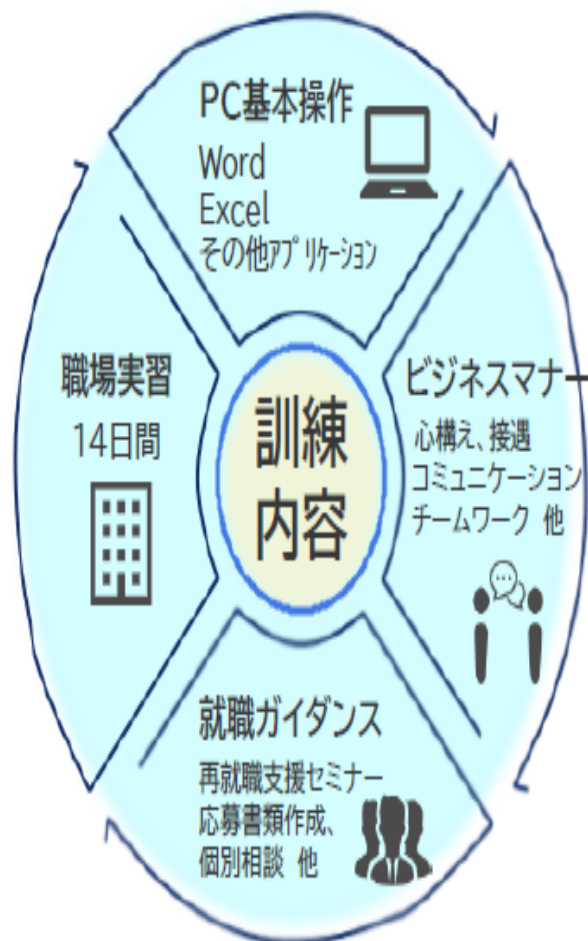 PC基本操作
Word
Excel
その他アプリケーション
職場実習
14日間
訓練
内容
ビジネスマナー
心構え、接遇
コミュニケーション
チームワーク 他
就職ガイダンス
再就職支援セミナー
応募書類作成、
個別相談 他